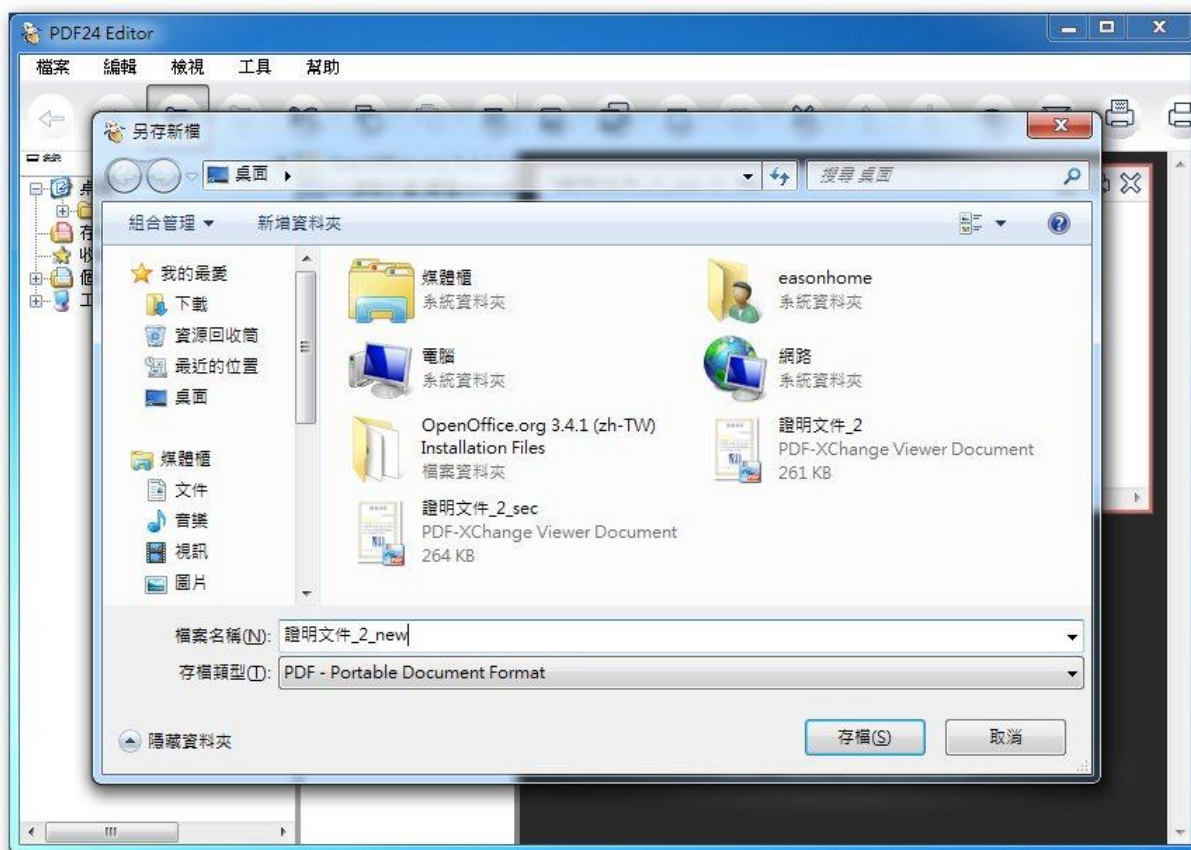 PDF24 Editor
檔案 編輯 檢視 工具 幫助
另存新檔
桌面
搜尋 桌面
組合管理 新增資料夾
我的最愛
下載
資源回收筒
最近的位置
桌面
媒體櫃
文件
音樂
視訊
圖片
媒體櫃
系統資料夾
easonhome
系統資料夾
電腦
系統資料夾
網路
系統資料夾
OpenOffice.org 3.4.1 (zh-TW)
Installation Files
檔案資料夾
證明文件_2
PDF-XChange Viewer Document
261 KB
證明文件_2_sec
PDF-XChange Viewer Document
264 KB
檔案名稱(N): 證明文件_2_new
存檔類型(T): PDF - Portable Document Format
隱藏資料夾
存檔(S) 取消